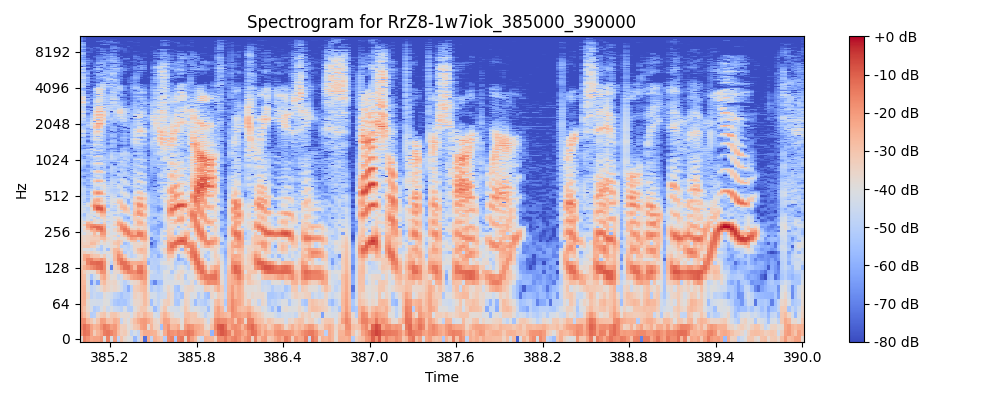 Spectrogram for RrZ8-1w7iok_385000_390000
8192
4096
2048
1024
512
256
128
64
0
Hz
385.2
385.8
386.4
387.0
387.6
388.2
388.8
389.4
390.0
Time
+0 dB
-10 dB
-20 dB
-30 dB
-40 dB
-50 dB
-60 dB
-70 dB
-80 dB